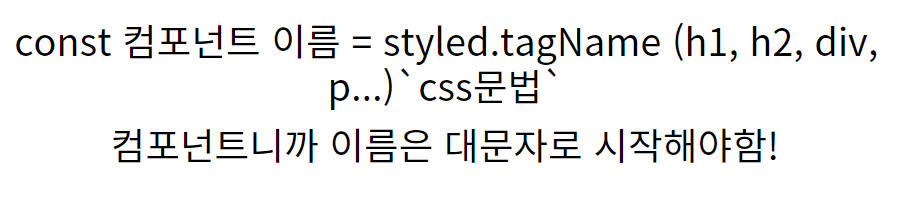 const 컴포넌트 이름 = styled.tagName (h1, h2, div,
p...)`css문법`
컴포넌트니까 이름은 대문자로 시작해야함!